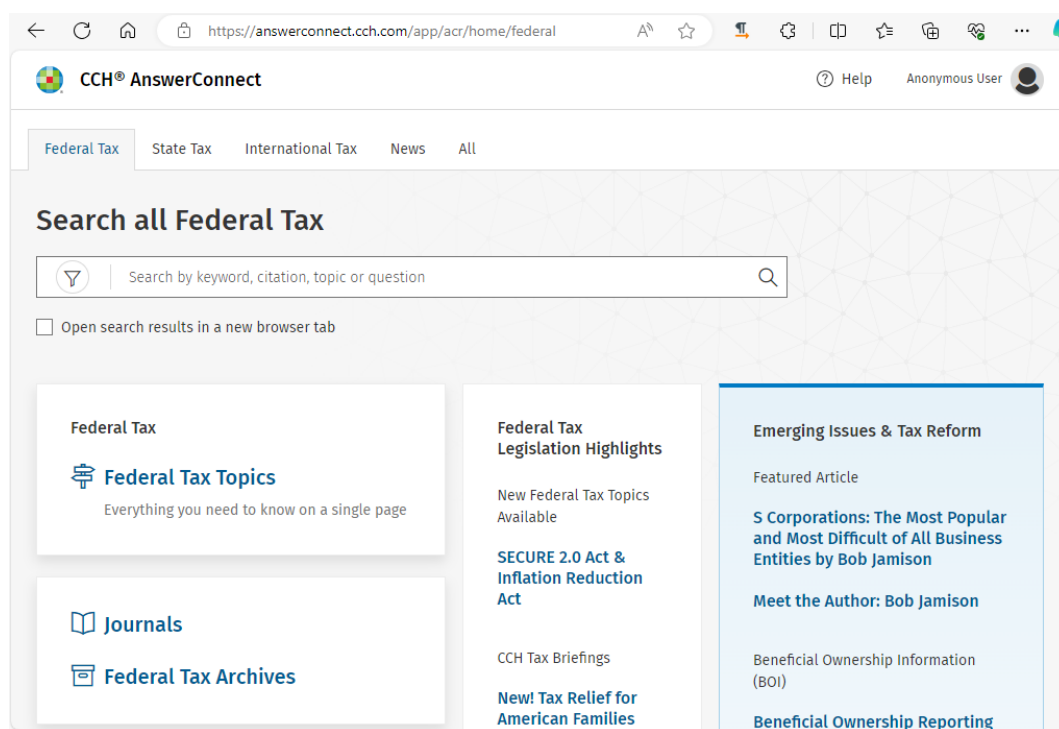 https://answerconnect.cch.com/app/acr/home/federal
CCH® AnswerConnect
Help
Anonymous User
Federal Tax
State Tax
International Tax
News
All
Search all Federal Tax
Search by keyword, citation, topic or question
Open search results in a new browser tab
Federal Tax
Federal Tax Topics
Everything you need to know on a single page
Journals
Federal Tax Archives
Federal Tax
Legislation Highlights
New Federal Tax Topics
Available
SECURE 2.0 Act &
Inflation Reduction
Act
CCH Tax Briefings
New! Tax Relief for
American Families
Emerging Issues & Tax Reform
Featured Article
S Corporations: The Most Popular
and Most Difficult of All Business
Entities by Bob Jamison
Meet the Author: Bob Jamison
Beneficial Ownership Information
(BOI)
Beneficial Ownership Reporting